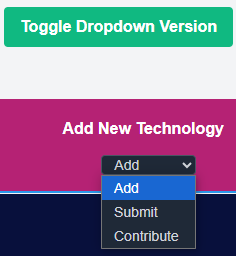 Toggle Dropdown Version
Add New Technology
Add
Add
Submit
Contribute